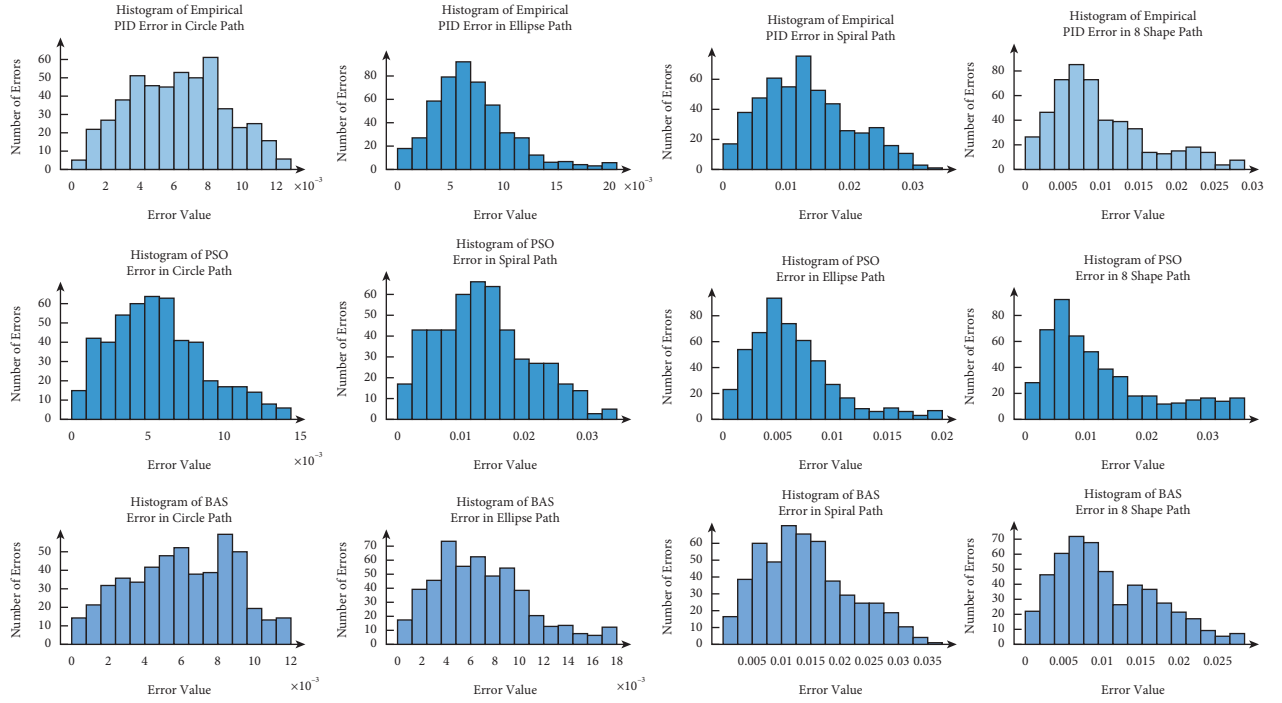 Histogram of Empirical
PID Error in Circle Path
Number of Errors
60
50
40
30
20
10
0
0 2 4 6 8 10 12 ×10⁻³
Error Value
Histogram of Empirical
PID Error in Ellipse Path
Number of Errors
80
60
40
20
0
0 5 10 15 20 ×10⁻³
Error Value
Histogram of Empirical
PID Error in Spiral Path
Number of Errors
60
40
20
0
0 0.01 0.02 0.03
Error Value
Histogram of Empirical
PID Error in 8 Shape Path
Number of Errors
80
60
40
20
0
0 0.005 0.01 0.015 0.02 0.025 0.03
Error Value
Histogram of PSO
Error in Circle Path
Number of Errors
60
50
40
30
20
10
0
0 5 10 15
×10⁻³
Error Value
Histogram of PSO
Error in Spiral Path
Number of Errors
60
50
40
30
20
10
0
0 0.01 0.02 0.03
Error Value
Histogram of PSO
Error in Ellipse Path
Number of Errors
80
60
40
20
0
0 0.005 0.01 0.015 0.02
Error Value
Histogram of PSO
Error in 8 Shape Path
Number of Errors
80
60
40
20
0
0 0.01 0.02 0.03
Error Value
Histogram of BAS
Error in Circle Path
Number of Errors
50
40
30
20
10
0
0 2 4 6 8 10 12
×10⁻³
Error Value
Histogram of BAS
Error in Ellipse Path
Number of Errors
70
60
50
40
30
20
10
0
0 2 4 6 8 10 12 14 16 18
×10⁻³
Error Value
Histogram of BAS
Error in Spiral Path
Number of Errors
60
50
40
30
20
10
0
0.005 0.01 0.015 0.02 0.025 0.03 0.035
Error Value
Histogram of BAS
Error in 8 Shape Path
Number of Errors
70
60
50
40
30
20
10
0
0 0.005 0.01 0.015 0.02 0.025
Error Value